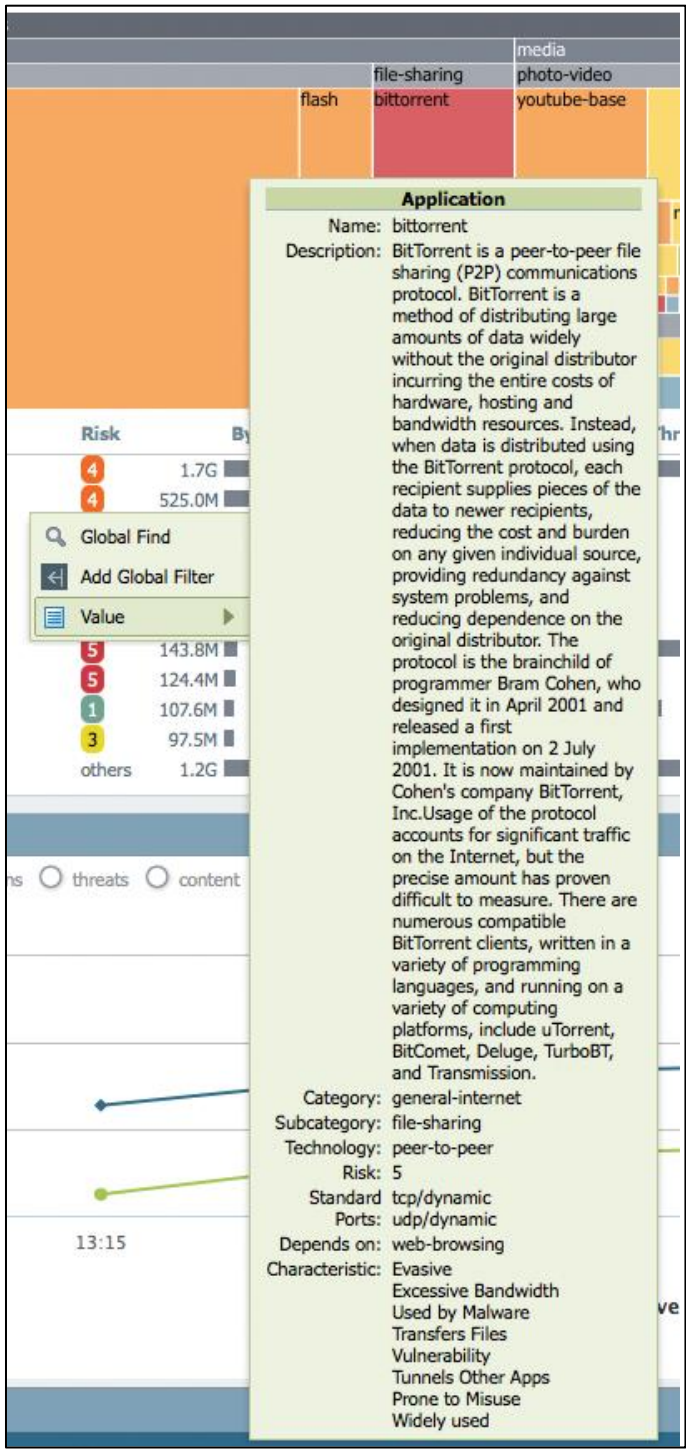 media
file-sharing photo-video
flash bittorrent youtube-base
Application
Name: bittorrent
Description: BitTorrent is a peer-to-peer file
sharing (P2P) communications
protocol. BitTorrent is a
method of distributing large
amounts of data widely
without the original distributor
incurring the entire costs of
hardware, hosting and
bandwidth resources. Instead,
when data is distributed using
the BitTorrent protocol, each
recipient supplies pieces of the
data to newer recipients,
reducing the cost and burden
on any given individual source,
providing redundancy against
system problems, and
reducing dependence on the
original distributor. The
protocol is the brainchild of
programmer Bram Cohen, who
designed it in April 2001 and
released a first
implementation on 2 July
2001. It is now maintained by
Cohen's company BitTorrent,
Inc.Usage of the protocol
accounts for significant traffic
on the Internet, but the
precise amount has proven
difficult to measure. There are
numerous compatible
BitTorrent clients, written in a
variety of programming
languages, and running on a
variety of computing
platforms, include uTorrent,
BitComet, Deluge, TurboBT,
and Transmission.
Category: general-internet
Subcategory: file-sharing
Technology: peer-to-peer
Risk: 5
Standard tcp/dynamic
Ports: udp/dynamic
Depends on: web-browsing
Characteristic: Evasive
Excessive Bandwidth
Used by Malware
Transfers Files
Vulnerability
Tunnels Other Apps
Prone to Misuse
Widely used
Risk By
4 1.7G
4 525.0M
Global Find
Add Global Filter
Value
5 143.8M
5 124.4M
1 107.6M
3 97.5M
others 1.2G
ns threats content
13:15